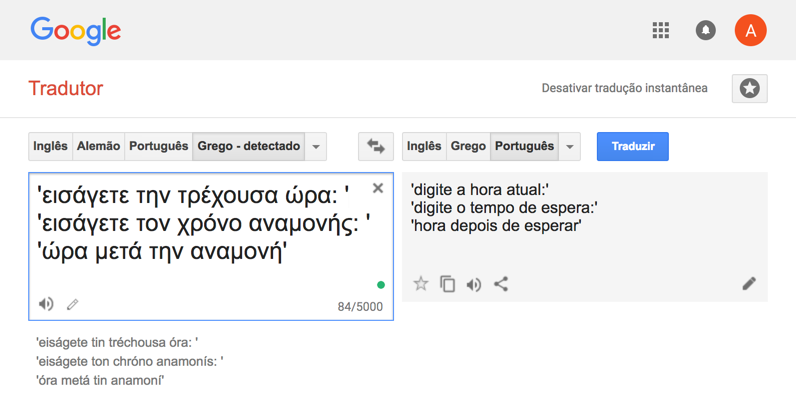 Google
A
Tradutor
Desativar tradução instantânea
Inglês Alemão Português Grego - detectado
Inglês Grego Português
Traduzir
'εισάγετε την τρέχουσα ώρα: '
'εισάγετε τον χρόνο αναμονής: '
'ώρα μετά την αναμονή'
84/5000
'digite a hora atual:'
'digite o tempo de espera:'
'hora depois de esperar'
'eiságete tin tréchousa óra: '
'eiságete ton chróno anamonís: '
'óra metá tin anamoní'